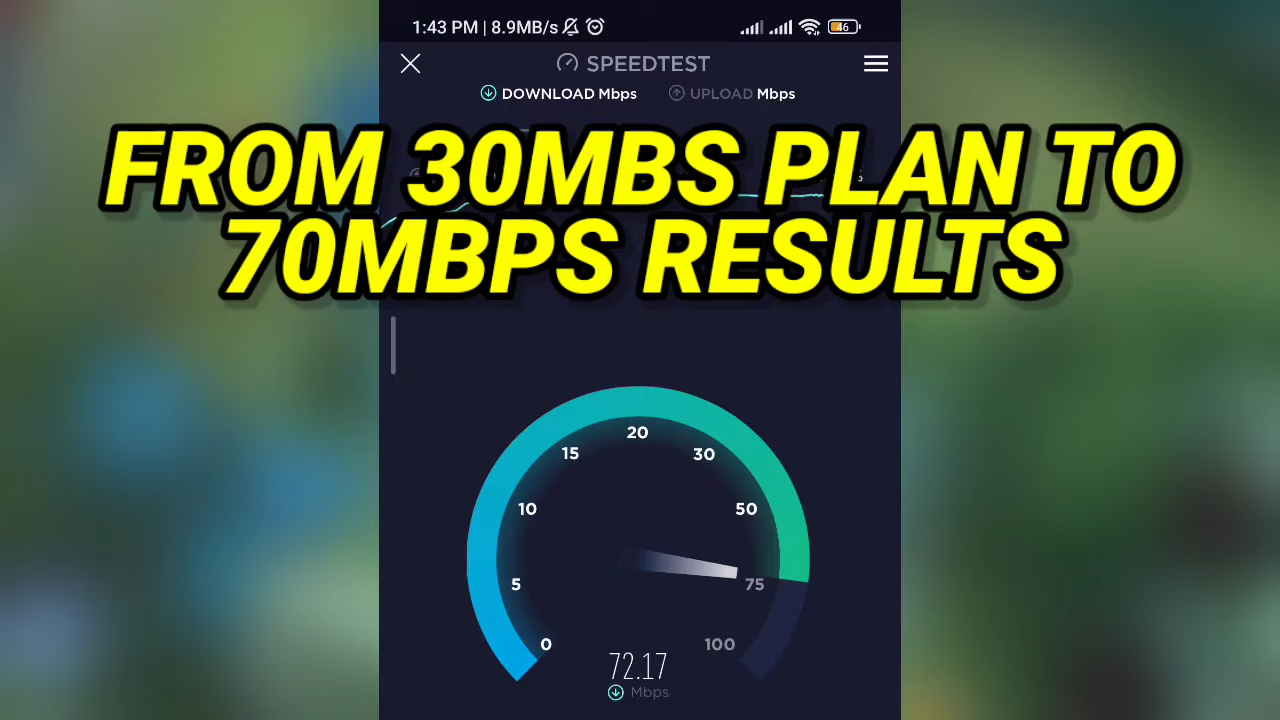 1:43 PM | 8.9MB/s 46
SPEEDTEST
DOWNLOAD Mbps UPLOAD Mbps
FROM 30MBS PLAN TO
70MBPS RESULTS
20
15 30
10 50
5 75
0 100
72.17
Mbps